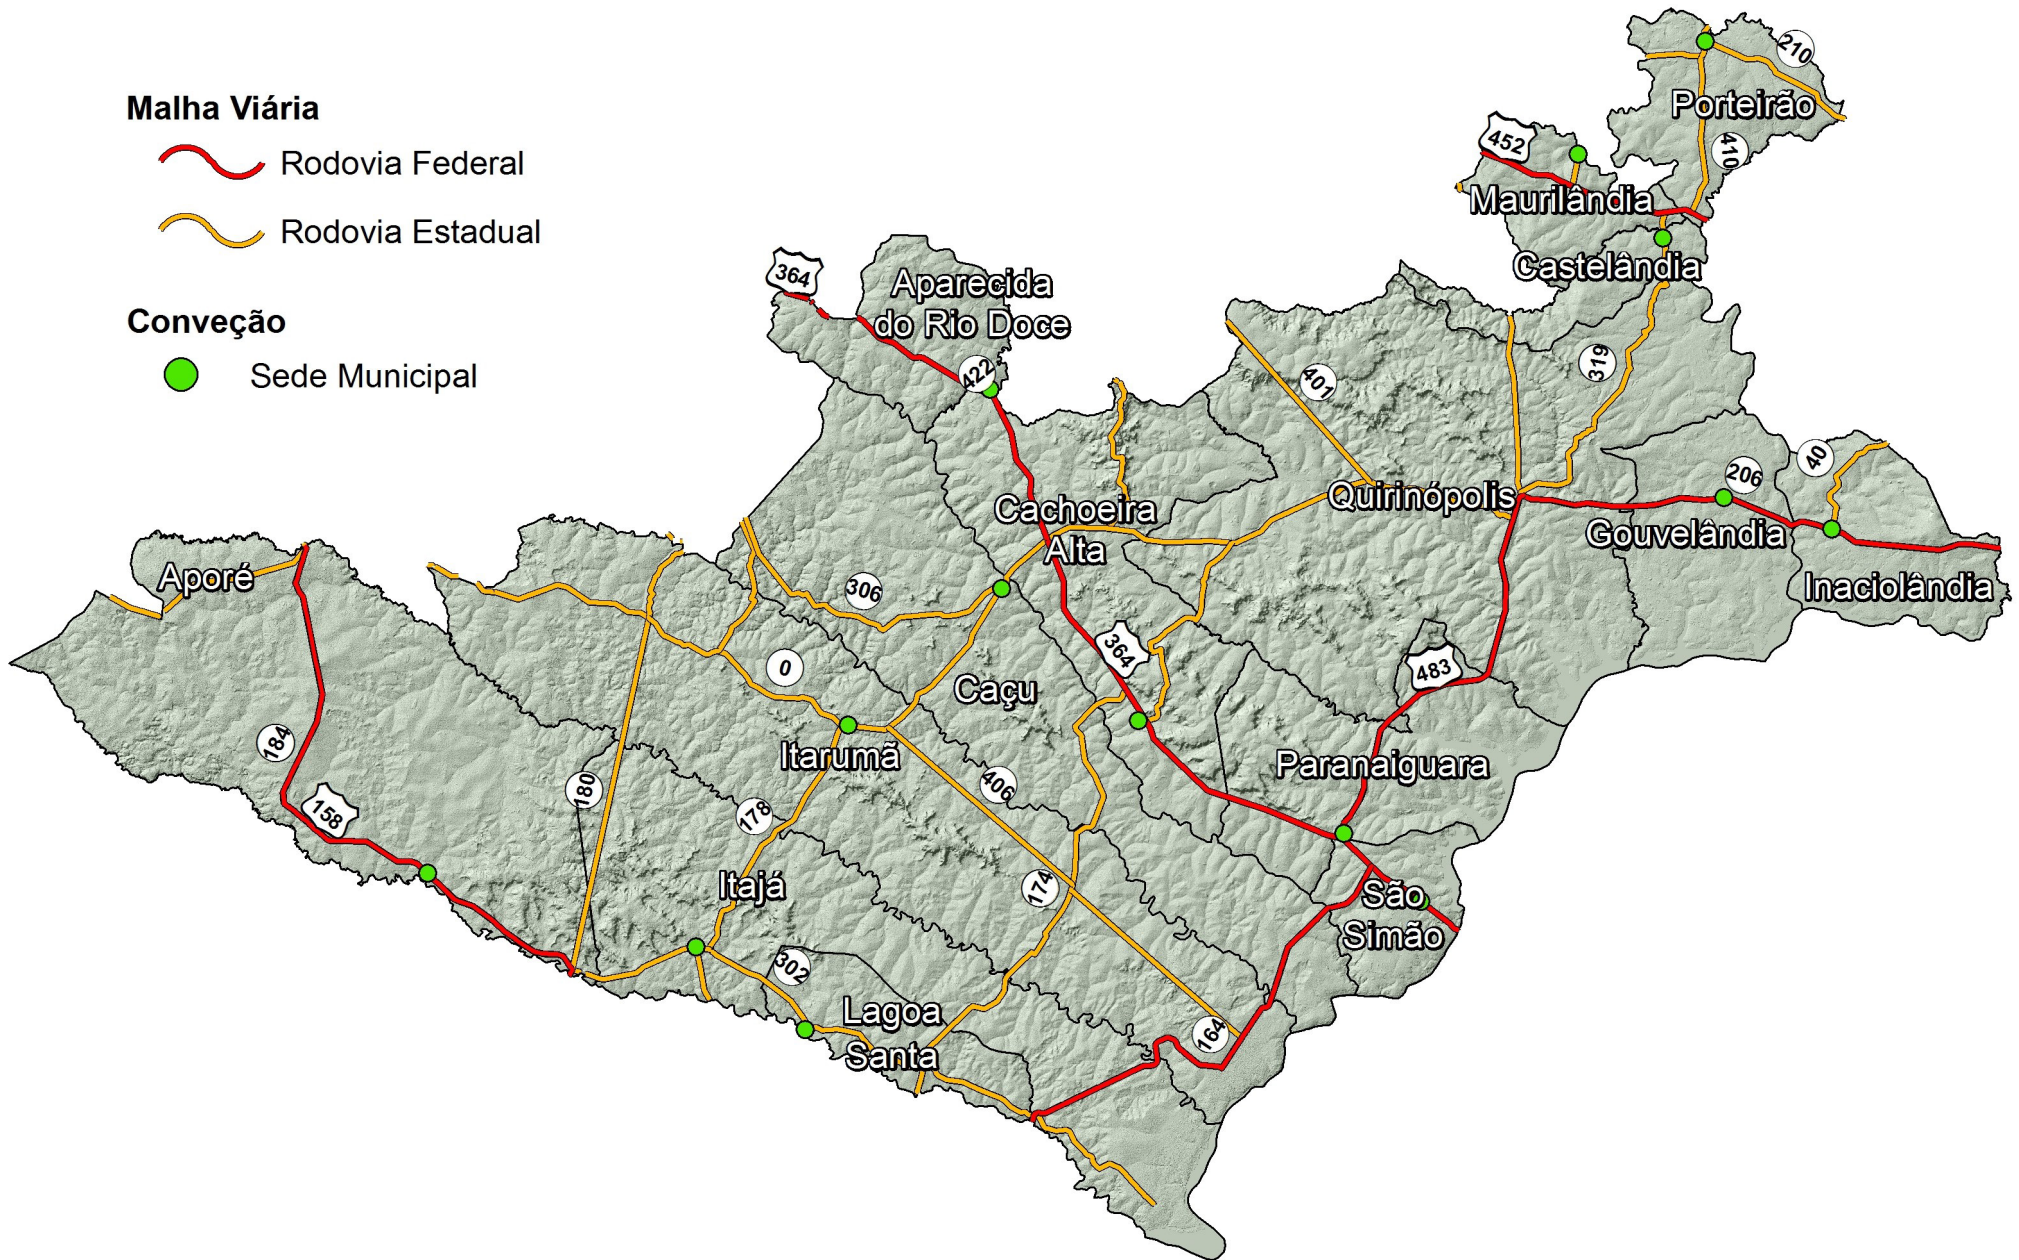 Malha Viária
Rodovia Federal
Rodovia Estadual
Conveção
Sede Municipal
210
Porteirão
410
452
Maurilândia
Castelândia
364
Aparecida
do Rio Doce
422
401
319
Quirinópolis
206
40
Gouvelândia
Inaciolândia
Cachoeira
Alta
306
Aporé
0
364
483
Caçu
184
158
180
Itarumã
178
406
Paranaiguara
Itajá
174
São
Simão
302
Lagoa
Santa
164